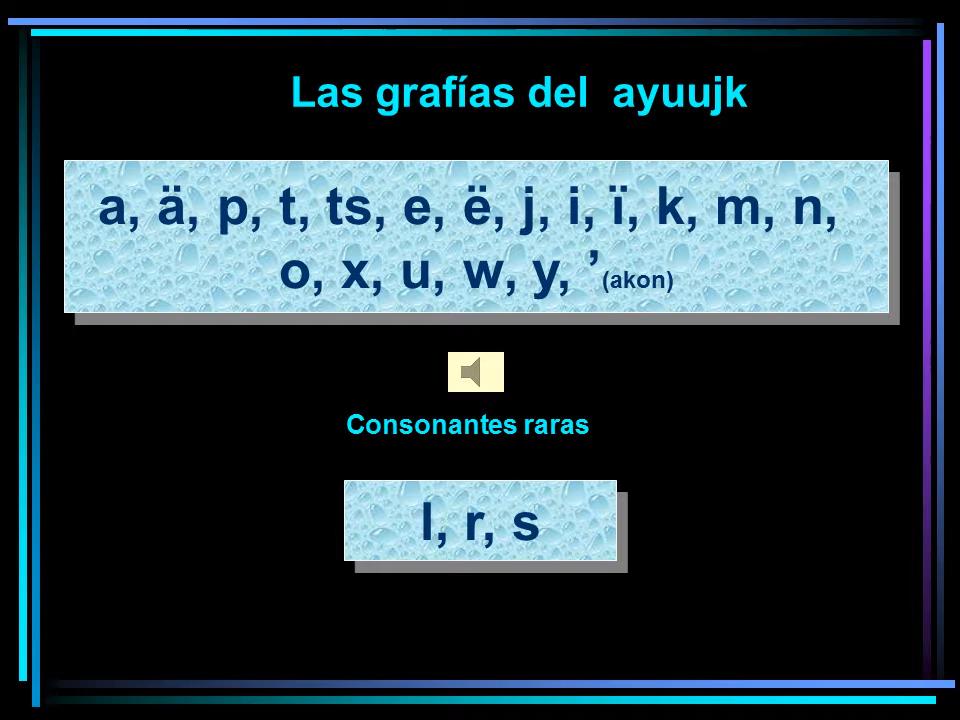 Las grafías del ayuujk
a, ä, p, t, ts, e, ë, j, i, ï, k, m, n,
o, x, u, w, y, ’(akon)
Consonantes raras
l, r, s